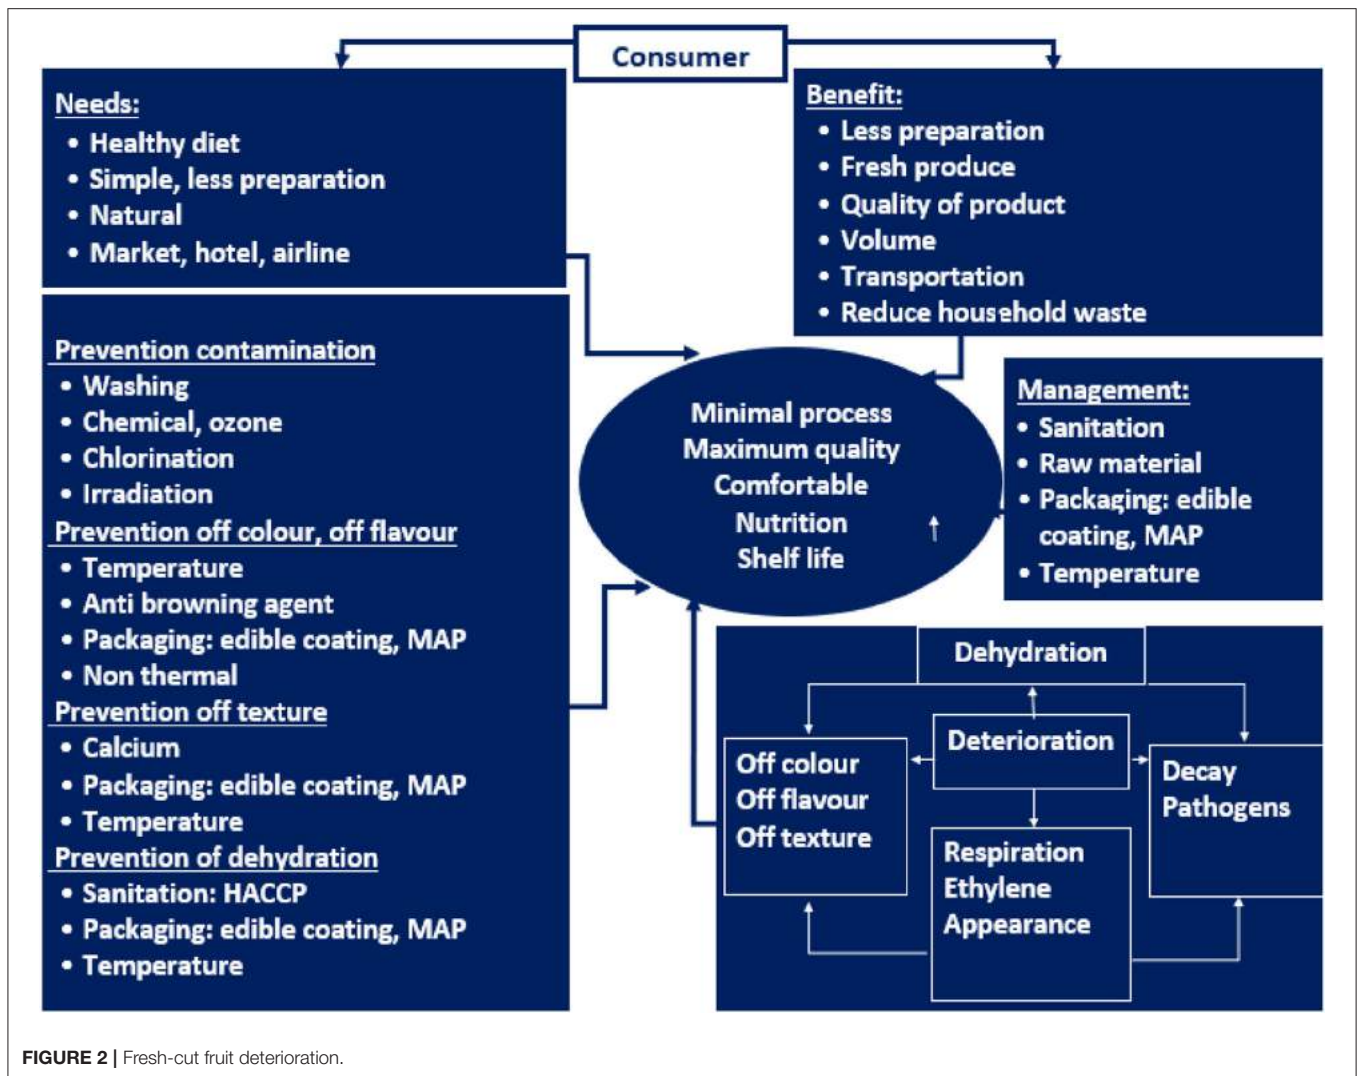 Consumer
Needs:
• Healthy diet
• Simple, less preparation
• Natural
• Market, hotel, airline
Benefit:
• Less preparation
• Fresh produce
• Quality of product
• Volume
• Transportation
• Reduce household waste
Prevention contamination
• Washing
• Chemical, ozone
• Chlorination
• Irradiation
Prevention off colour, off flavour
• Temperature
• Anti browning agent
• Packaging: edible coating, MAP
• Non thermal
Prevention off texture
• Calcium
• Packaging: edible coating, MAP
• Temperature
Prevention of dehydration
• Sanitation: HACCP
• Packaging: edible coating, MAP
• Temperature
Minimal process
Maximum quality
Comfortable
Nutrition
Shelf life
Management:
• Sanitation
• Raw material
• Packaging: edible
coating, MAP
• Temperature
Dehydration
Deterioration
Off colour
Off flavour
Off texture
Decay
Pathogens
Respiration
Ethylene
Appearance
FIGURE 2 | Fresh-cut fruit deterioration.